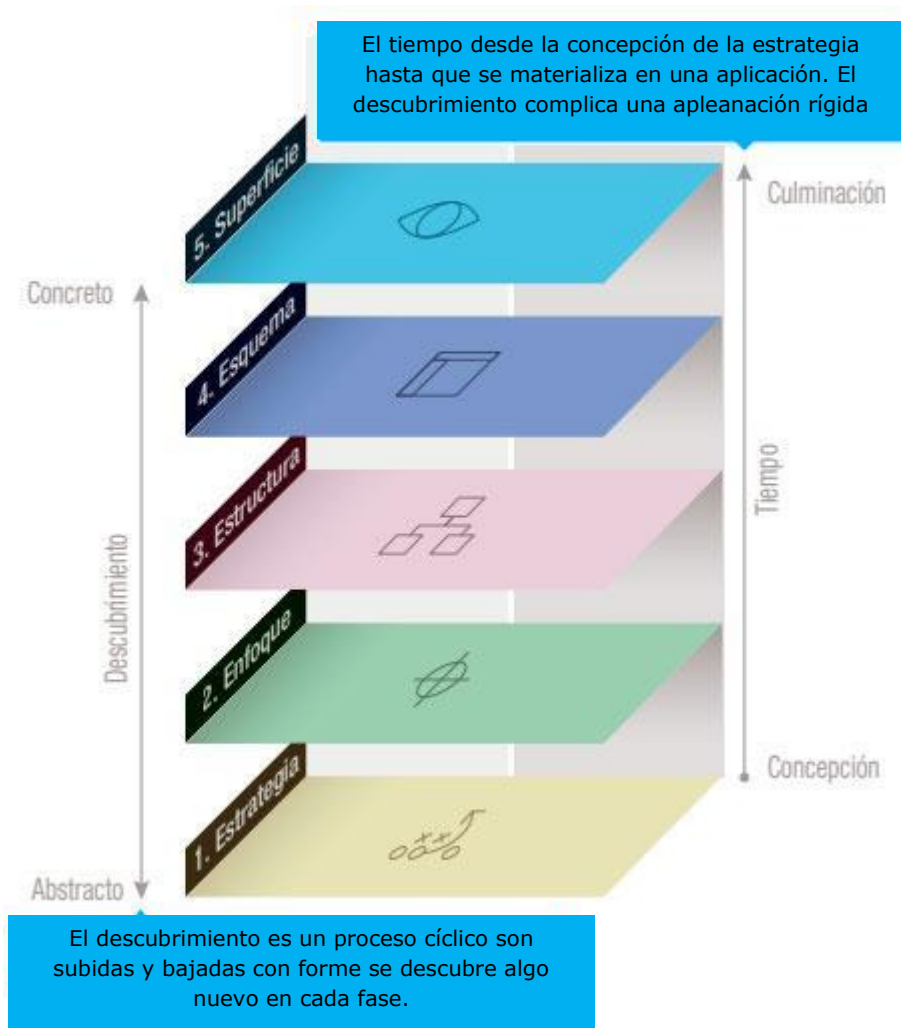 El tiempo desde la concepción de la estrategia
hasta que se materializa en una aplicación. El
descubrimiento complica una apleanación rígida
5. Superficie
Culminación
Concreto
4. Esquema
Tiempo
3. Estructura
Descubrimiento
2. Enfoque
Concepción
1. Estrategia
Abstracto
El descubrimiento es un proceso cíclico son
subidas y bajadas con forme se descubre algo
nuevo en cada fase.